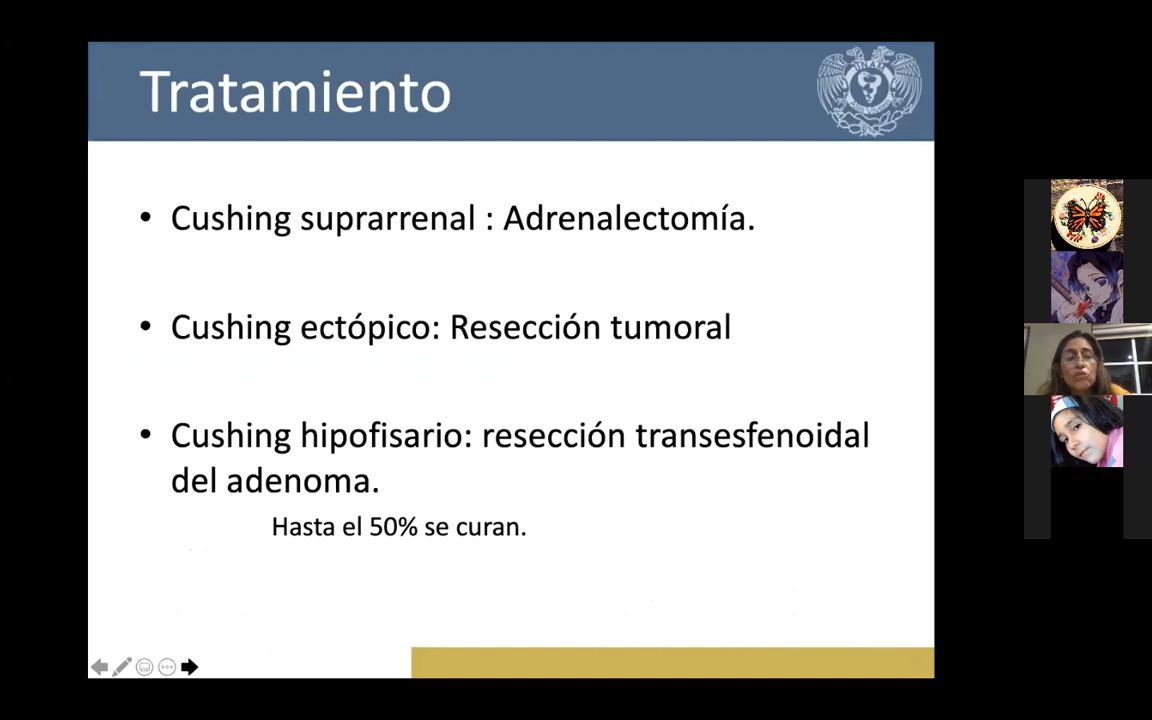 Tratamiento
• Cushing suprarrenal : Adrenalectomía.
• Cushing ectópico: Resección tumoral
• Cushing hipofisario: resección transesfenoidal
del adenoma.
Hasta el 50% se curan.